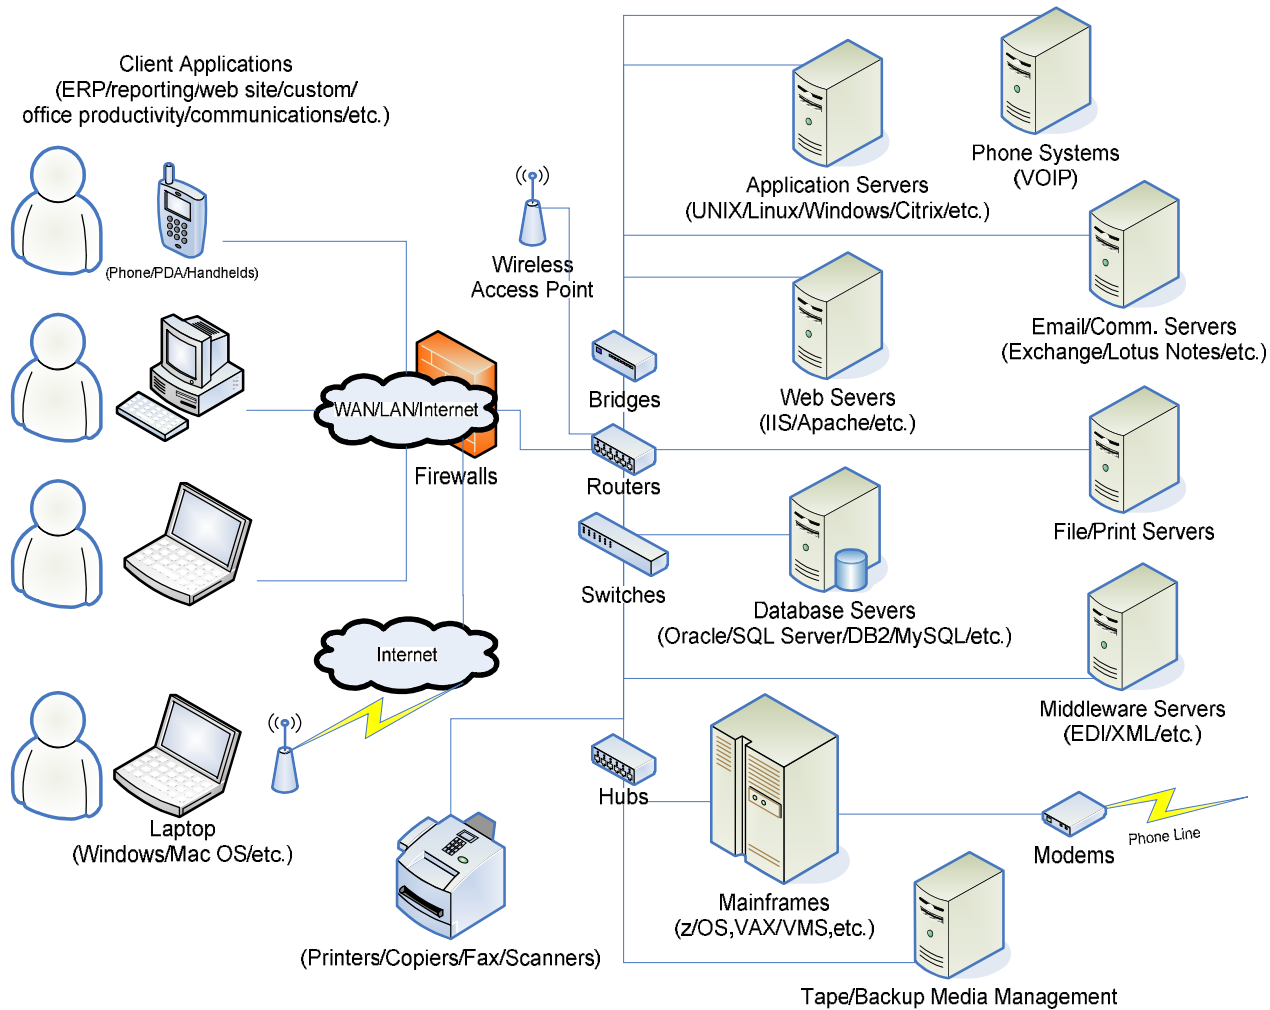 Client Applications
(ERP/reporting/web site/custom/
office productivity/communications/etc.)
(Phone/PDA/Handhelds)
WAN/LAN/Internet
Firewalls
Internet
Laptop
(Windows/Mac OS/etc.)
(Printers/Copiers/Fax/Scanners)
Wireless
Access Point
Bridges
Routers
Switches
Hubs
Phone Systems
(VOIP)
Application Servers
(UNIX/Linux/Windows/Citrix/etc.)
Email/Comm. Servers
(Exchange/Lotus Notes/etc.)
Web Severs
(IIS/Apache/etc.)
File/Print Servers
Database Severs
(Oracle/SQL Server/DB2/MySQL/etc.)
Middleware Servers
(EDI/XML/etc.)
Mainframes
(z/OS,VAX/VMS,etc.)
Modems
Phone Line
Tape/Backup Media Management